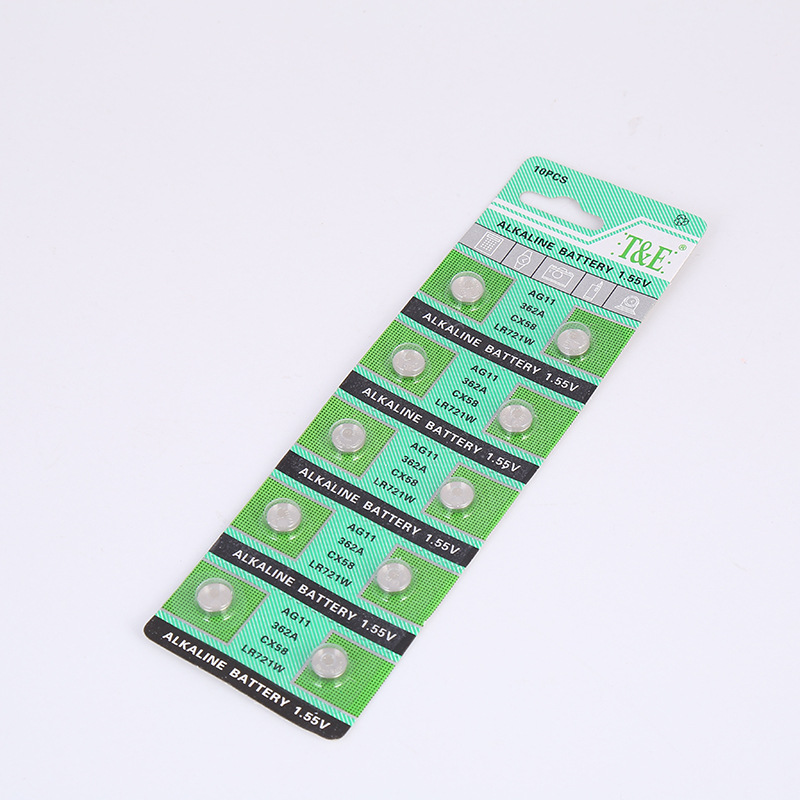 10PCS
ALKALINE BATTERY 1.55V
T&E ®
AG11
362A
CX58
LR721W
ALKALINE BATTERY 1.55V
AG11
362A
CX58
LR721W
ALKALINE BATTERY 1.55V
AG11
362A
CX58
LR721W
ALKALINE BATTERY 1.55V
AG11
362A
CX58
LR721W
ALKALINE BATTERY 1.55V
AG11
362A
CX58
LR721W
ALKALINE BATTERY 1.55V